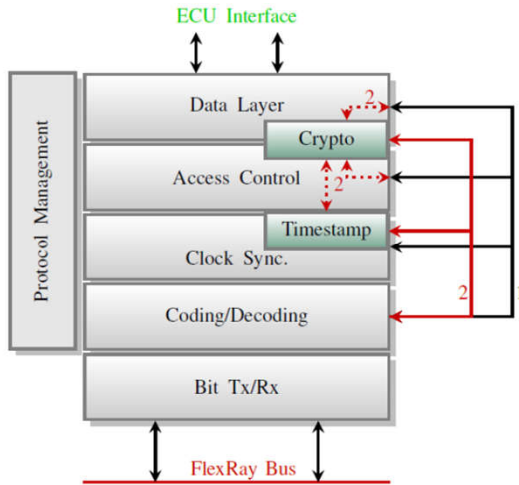 ECU Interface
Data Layer
2
Crypto
Access Control
2
Timestamp
Clock Sync.
Coding/Decoding
2
Bit Tx/Rx
FlexRay Bus
Protocol Management